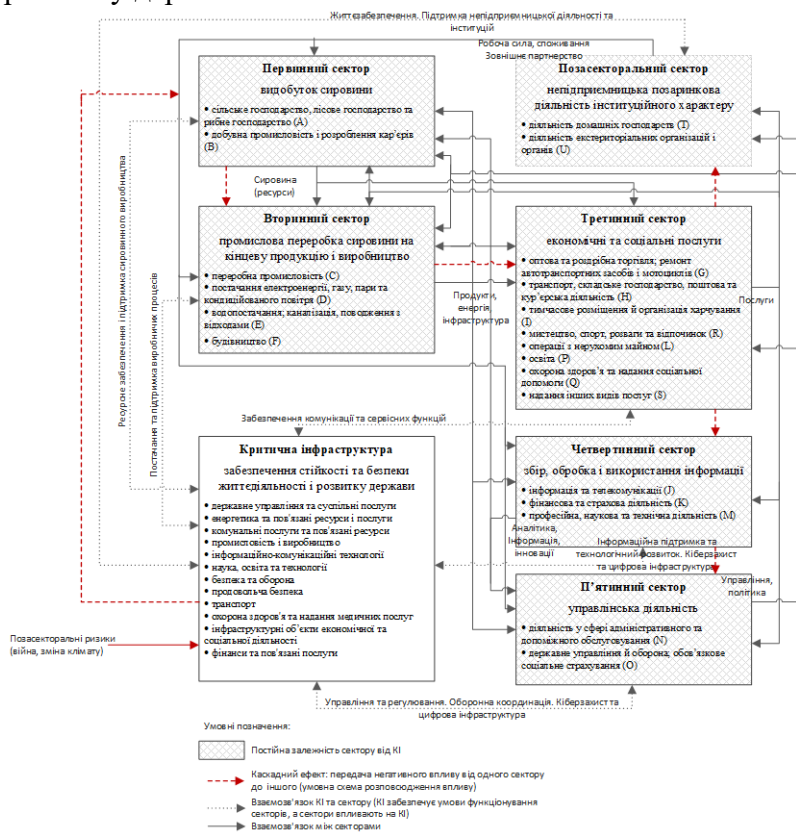 Життєзабезпечення. Підтримка непідприємницької діяльності та
інституцій
Робоча сила, споживання
Зовнішнє партнерство
Первинний сектор
видобуток сировини
• сільське господарство, лісове господарство та
рибне господарство (A)
• добувна промисловість і розроблення кар'єрів
(B)
Позасекторальний сектор
непідприємницька позаринкова
діяльність інституційного характеру
• діяльність домашніх господарств (T)
• діяльність екстериторіальних організацій і
органів (U)
Сировина
(ресурси)
Вторинний сектор
промислова переробка сировини на
кінцеву продукцію і виробництво
• переробна промисловість (C)
• постачання електроенергії, газу, пари та
кондиційованого повітря (D)
• водопостачання; каналізація, поводження з
відходами (E)
• будівництво (F)
Третинний сектор
економічні та соціальні послуги
• оптова та роздрібна торгівля; ремонт
автотранспортних засобів і мотоциклів (G)
• транспорт, складське господарство, поштова та
кур'єрська діяльність (H)
• тимчасове розміщення й організація харчування
(I)
• мистецтво, спорт, розваги та відпочинок (R)
• операції з нерухомим майном (L)
• освіта (P)
• охорона здоров'я та надання соціальної
допомоги (Q)
• надання інших видів послуг (S)
Продукти,
енергія,
інфраструктура
Послуги
Ресурсне забезпечення і підтримка сировинного виробництва
Постачання та підтримка виробничих процесів
Забезпечення комунікації та сервісних функцій
Критична інфраструктура
забезпечення стійкості та безпеки
життєдіяльності і розвитку держави
• державне управління та суспільні послуги
• енергетика та пов'язані ресурси і послуги
• комунальні послуги та пов'язані ресурси
• промисловість і виробництво
• інформаційно-комунікаційні технології
• наука, освіта та технології
• безпека та оборона
• продовольча безпека
• транспорт
• охорона здоров'я та надання медичних послуг
• інфраструктурні об'єкти економічної та
соціальної діяльності
• фінанси та пов'язані послуги
Четвертинний сектор
збір, обробка і використання інформації
• інформація та телекомунікації (J)
• фінансова та страхова діяльність (K)
• професійна, наукова та технічна діяльність (M)
Аналітика,
Інформація,
інновації
Інформаційна підтримка та
технологічний розвиток. Кіберзахист
та цифрова інфраструктура
П'ятинний сектор
управлінська діяльність
• діяльність у сфері адміністративного та
допоміжного обслуговування (N)
• державне управління й оборона; обов'язкове
соціальне страхування (O)
Управління,
політика
Позасекторальні ризики
(війна, зміна клімату)
Управління та регулювання. Оборонна координація. Кіберзахист та
цифрова інфраструктура
Умовні позначення:
Постійна залежність сектору від КІ
Каскадний ефект: передача негативного впливу від одного сектору
до іншого (умовна схема розповсюдження впливу)
Взаємозв'язок КІ та сектору (КІ забезпечує умови функціонування
секторів, а сектори впливають на КІ)
Взаємозв'язок між секторами